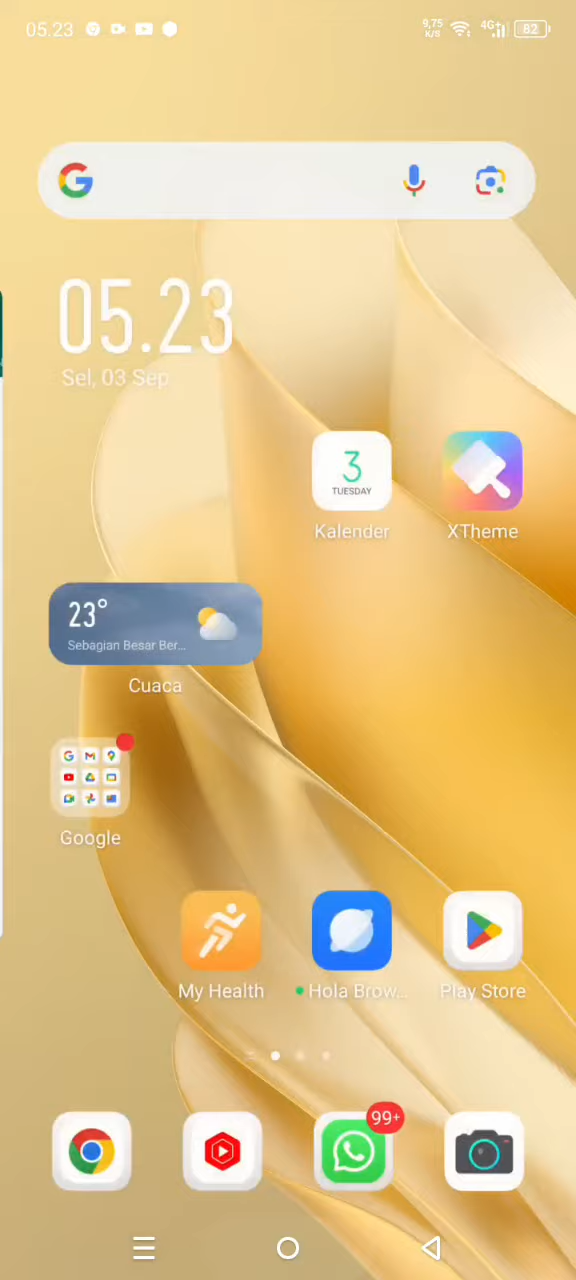 05.23
9,75 K/S
4G+
82
05.23
Sel, 03 Sep
3
TUESDAY
Kalender
XTheme
23°
Sebagian Besar Ber...
Cuaca
Google
My Health
Hola Brow...
Play Store
99+